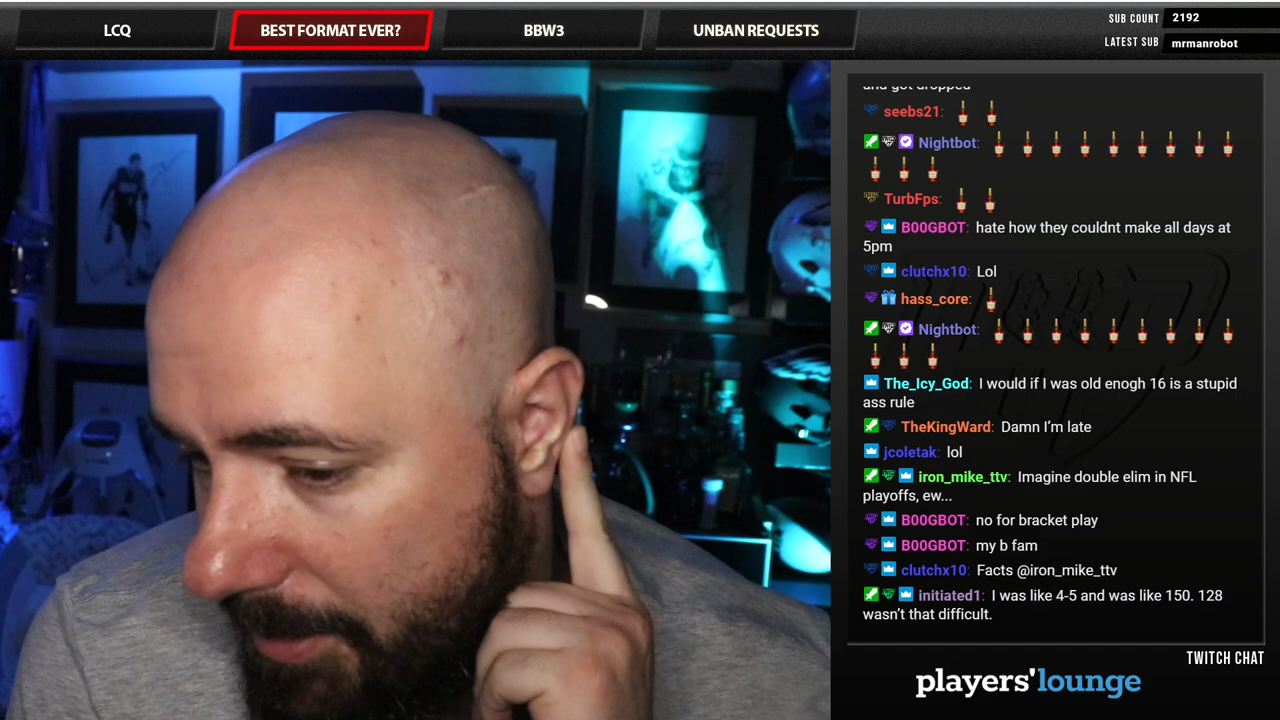 LCQ
BEST FORMAT EVER?
BBW3
UNBAN REQUESTS
SUB COUNT 2192
LATEST SUB mrmanrobot
and got dropped
seebs21:
Nightbot:
TurbFps:
B00GBOT: hate how they couldnt make all days at
5pm
clutchx10: Lol
hass_core:
Nightbot:
The_Icy_God: I would if I was old enogh 16 is a stupid
ass rule
TheKingWard: Damn I'm late
jcoletak: lol
iron_mike_ttv: Imagine double elim in NFL
playoffs, ew...
B00GBOT: no for bracket play
B00GBOT: my b fam
clutchx10: Facts @iron_mike_ttv
initiated1: I was like 4-5 and was like 150. 128
wasn't that difficult.
TWITCH CHAT
players'lounge